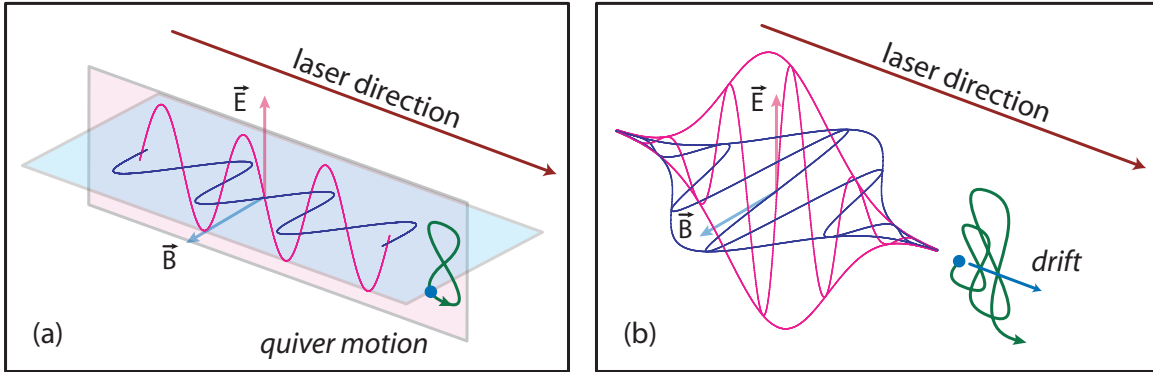 laser direction
E⃗
B⃗
(a)
quiver motion
laser direction
E⃗
B⃗
drift
(b)